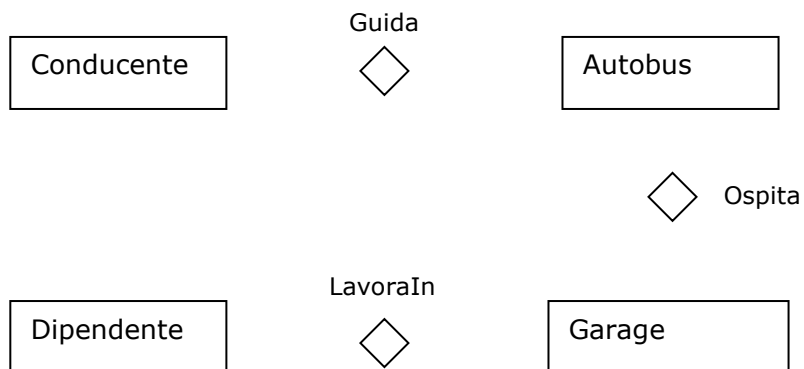 Guida
Conducente
Autobus
Ospita
LavoraIn
Dipendente
Garage